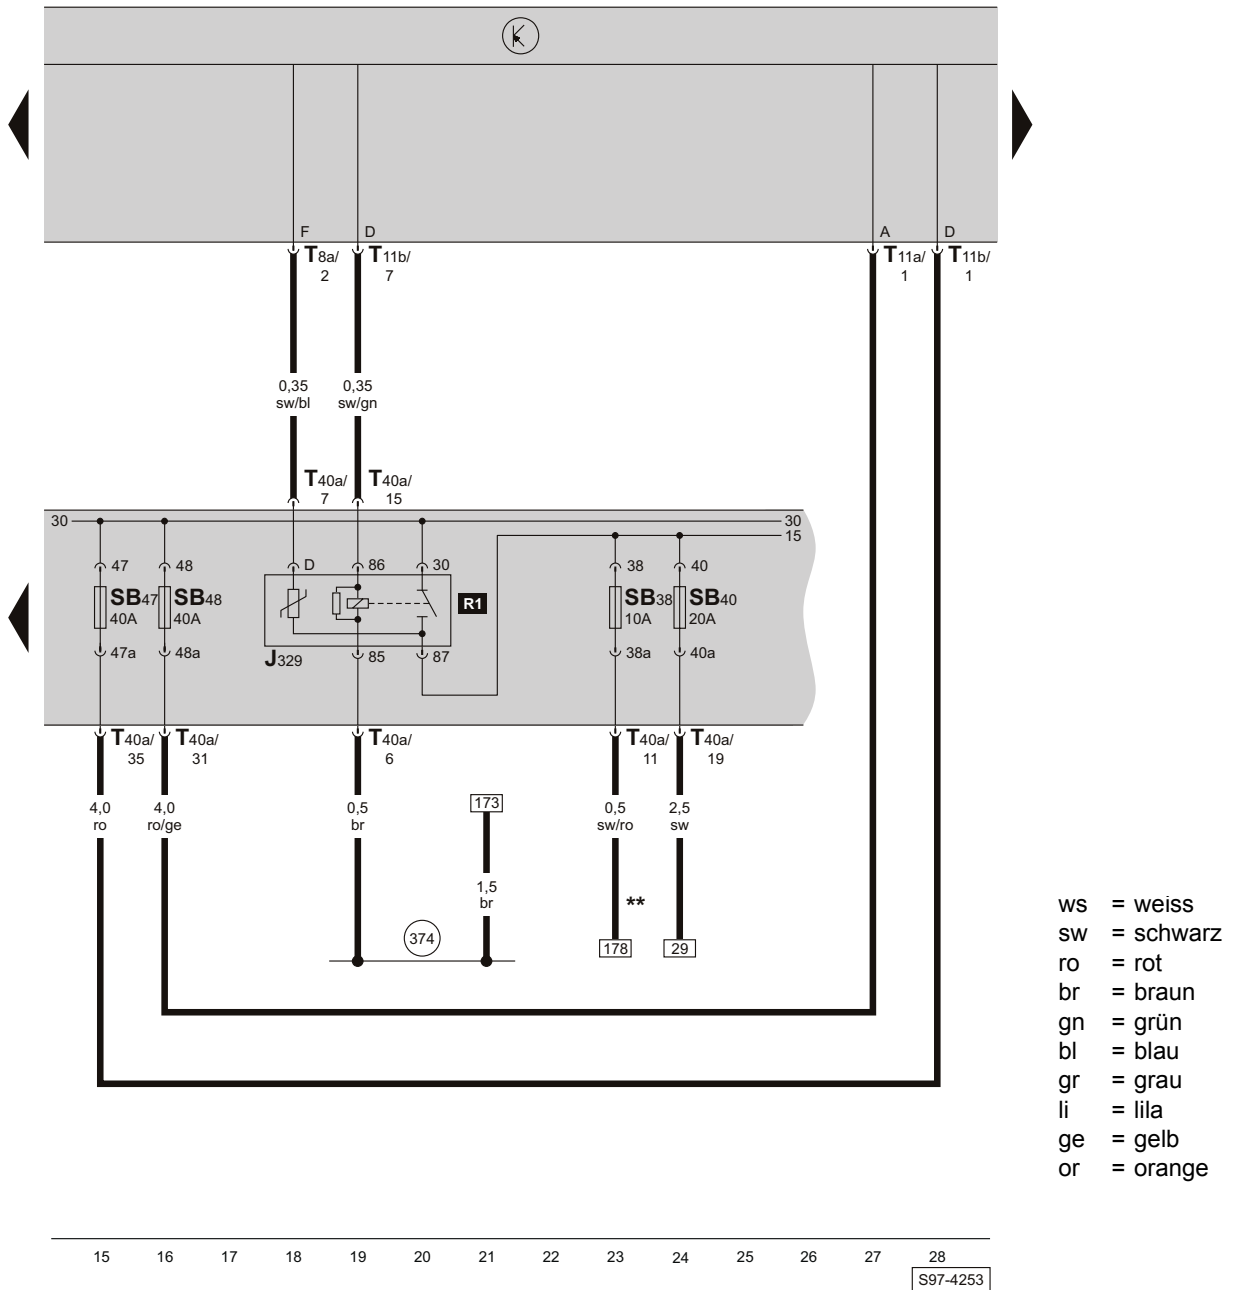 F D A D
T8a/ T11b/ T11a/ T11b/
2 7 1 1
0,35 0,35
sw/bl sw/gn
T40a/ T40a/
7 15
30 30
15
47 48 D 86 30 38 40
SB47 SB48 R1 SB38 SB40
40A 40A 10A 20A
47a 48a J329 85 87 38a 40a
T40a/ T40a/ T40a/ T40a/ T40a/
35 31 6 11 19
4,0 4,0 0,5 173 0,5 2,5
ro ro/ge br sw/ro sw
1,5
br **
374 178 29
ws = weiss
sw = schwarz
ro = rot
br = braun
gn = grün
bl = blau
gr = grau
li = lila
ge = gelb
or = orange
15 16 17 18 19 20 21 22 23 24 25 26 27 28
S97-4253